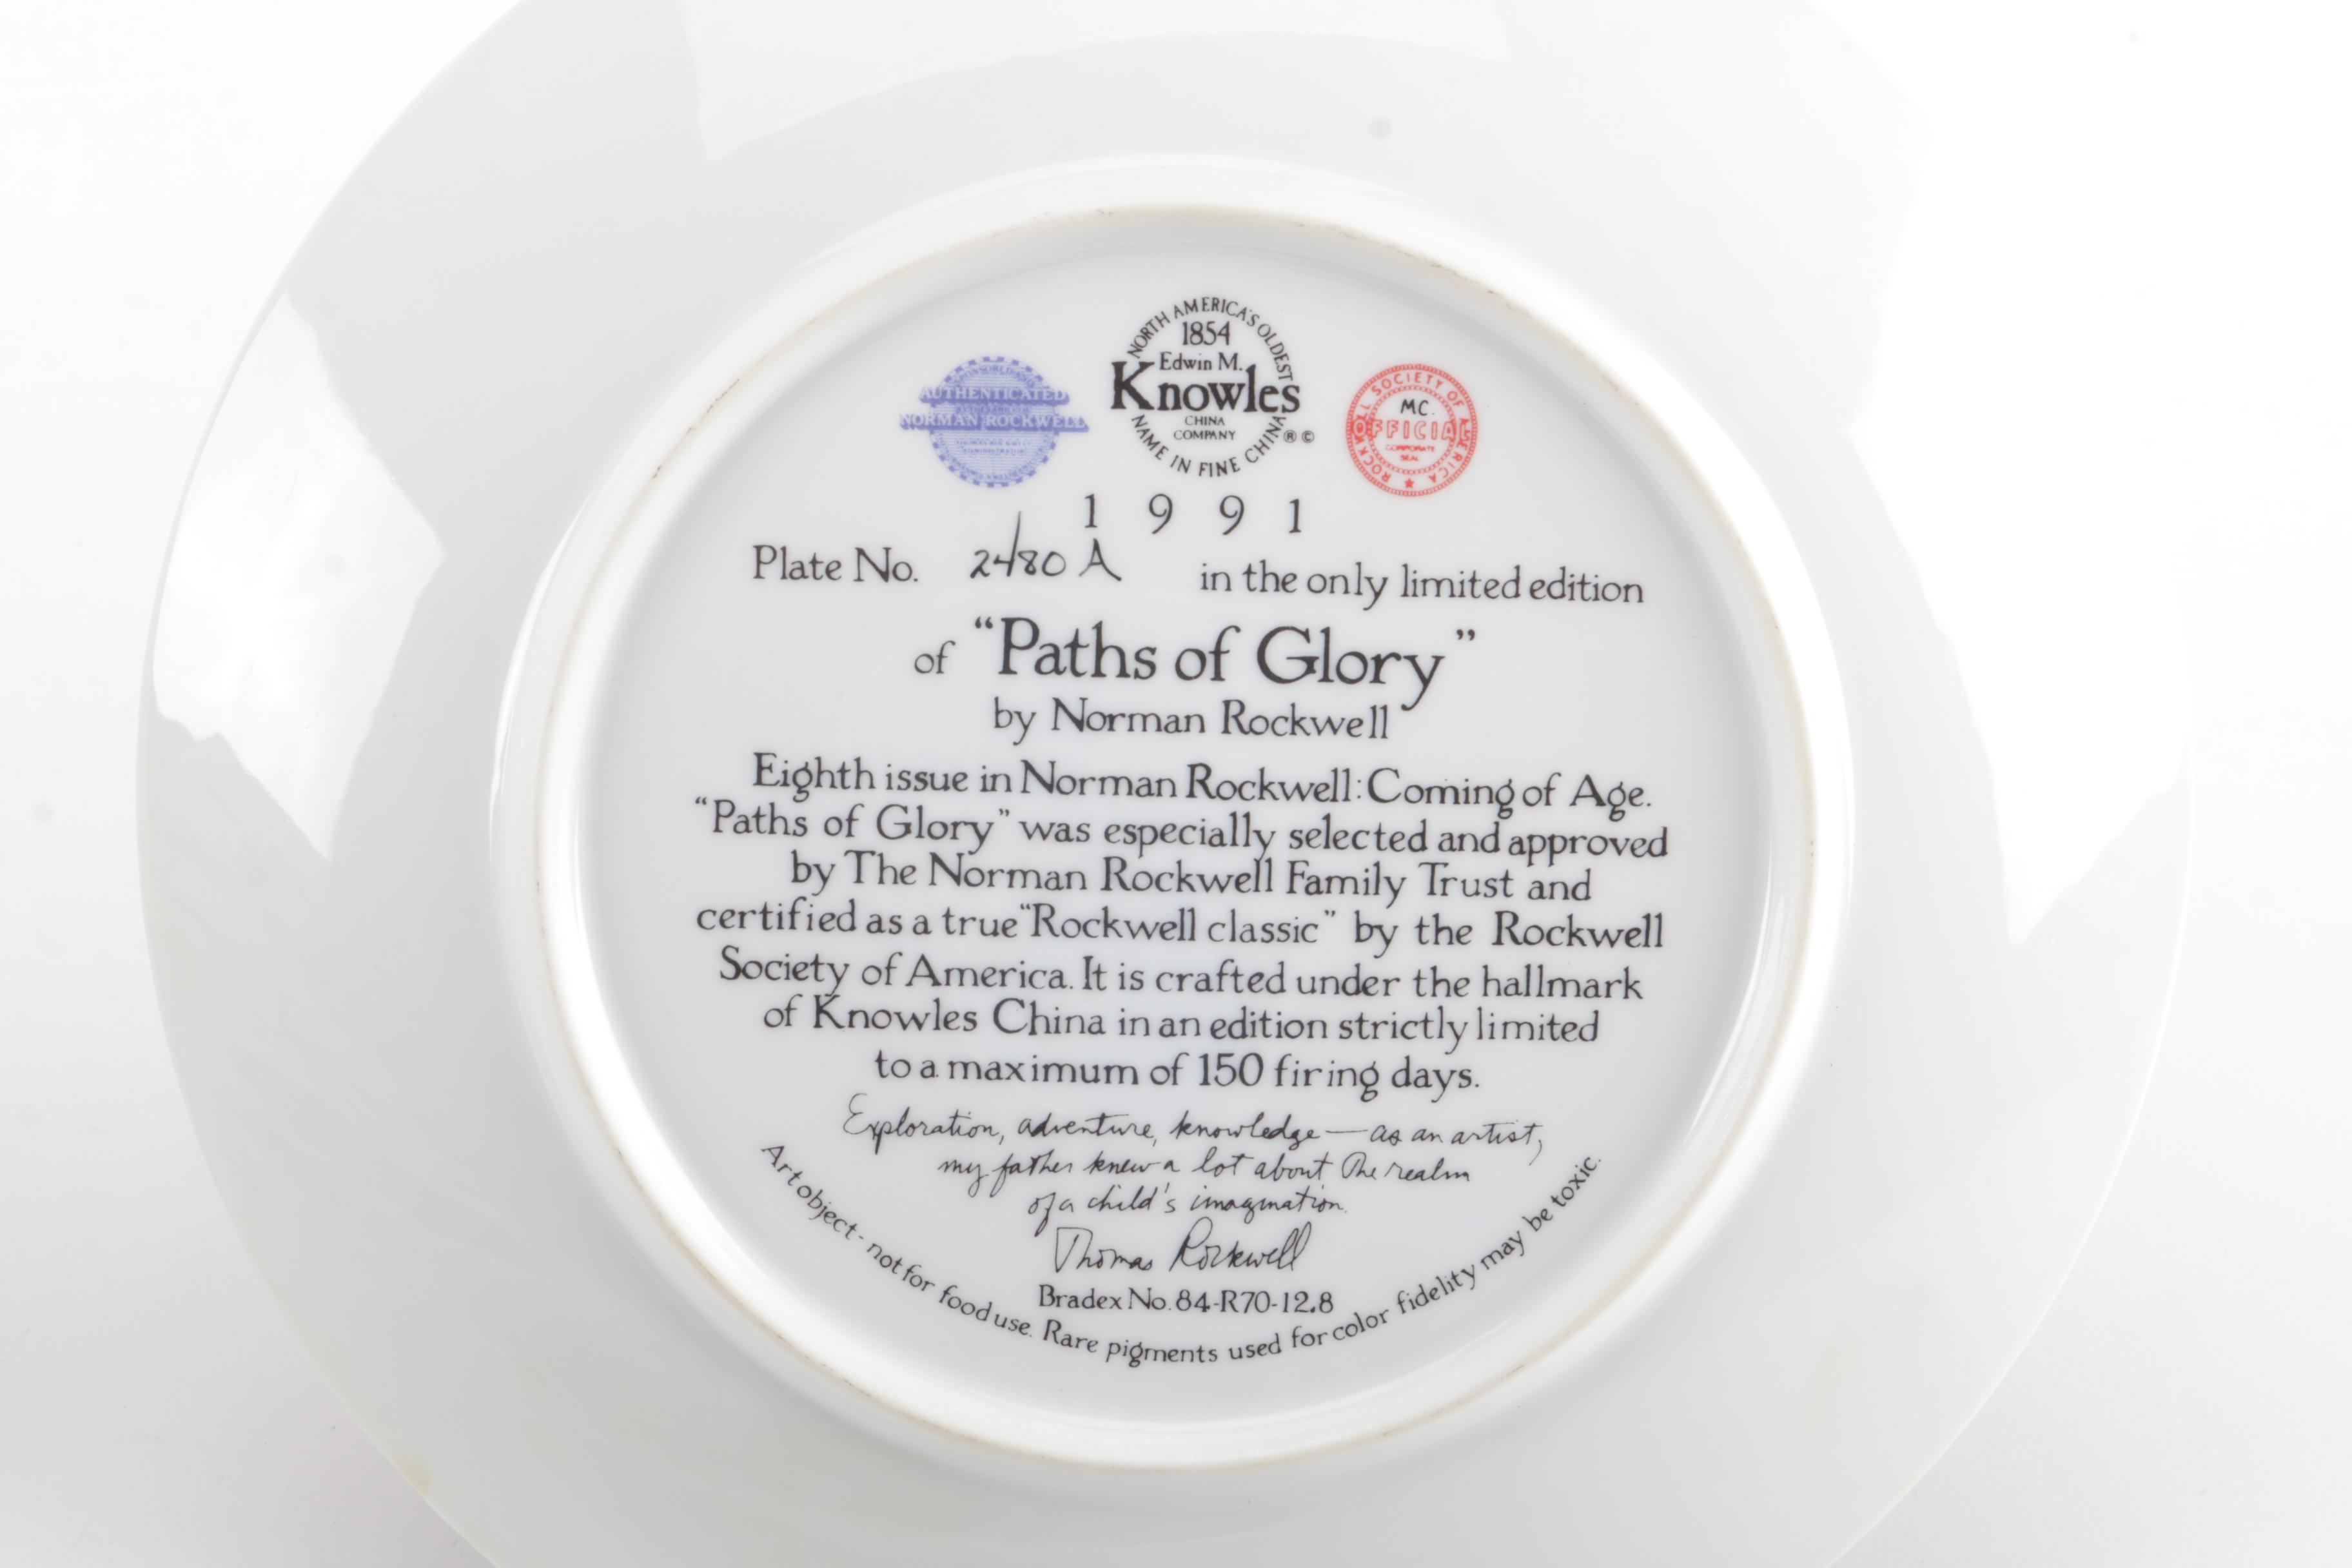 NORTH AMERICA'S OLDEST
1854
Edwin M.
Knowles
CHINA
COMPANY
NAME IN FINE CHINA ® ©
AUTHENTICATED
NORMAN ROCKWELL
ROCKWELL SOCIETY OF AMERICA
MC.
OFFICIAL
CORPORATE
SEAL
1991
Plate No. 2480 A in the only limited edition
of "Paths of Glory"
by Norman Rockwell
Eighth issue in Norman Rockwell: Coming of Age.
"Paths of Glory" was especially selected and approved
by The Norman Rockwell Family Trust and
certified as a true "Rockwell classic" by the Rockwell
Society of America. It is crafted under the hallmark
of Knowles China in an edition strictly limited
to a maximum of 150 firing days.
Exploration, adventure, knowledge — as an artist,
my father knew a lot about the realm
of a child's imagination.
Thomas Rockwell
Bradex No. 84-R70-12.8
Art object - not for food use. Rare pigments used for color fidelity may be toxic.